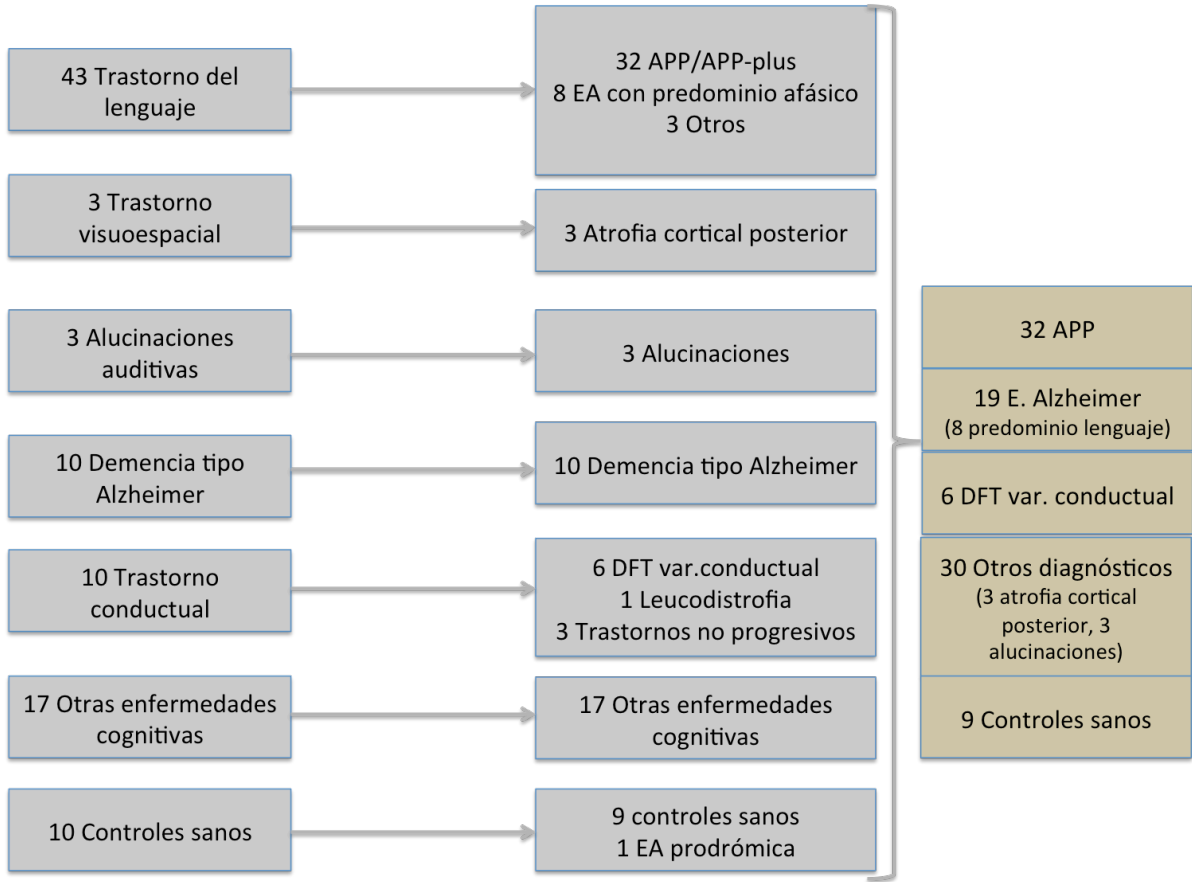 43 Trastorno del
lenguaje
32 APP/APP-plus
8 EA con predominio afásico
3 Otros
3 Trastorno
visuoespacial
3 Atrofia cortical posterior
3 Alucinaciones
auditivas
3 Alucinaciones
10 Demencia tipo
Alzheimer
10 Demencia tipo Alzheimer
10 Trastorno
conductual
6 DFT var.conductual
1 Leucodistrofia
3 Trastornos no progresivos
17 Otras enfermedades
cognitivas
17 Otras enfermedades
cognitivas
10 Controles sanos
9 controles sanos
1 EA prodrómica
32 APP
19 E. Alzheimer
(8 predominio lenguaje)
6 DFT var. conductual
30 Otros diagnósticos
(3 atrofia cortical
posterior, 3
alucinaciones)
9 Controles sanos